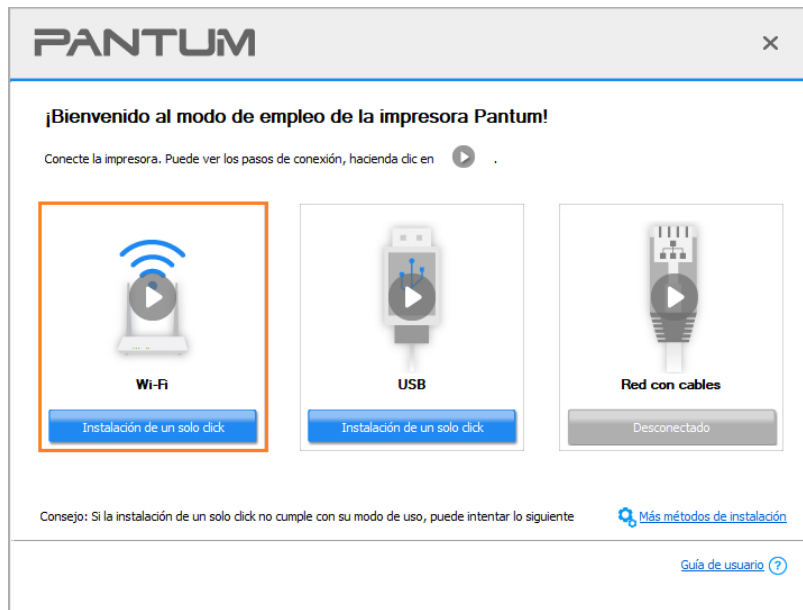 PANTUM
¡Bienvenido al modo de empleo de la impresora Pantum!
Conecte la impresora. Puede ver los pasos de conexión, hacienda clic en .
Wi-Fi
Instalación de un solo click
USB
Instalación de un solo click
Red con cables
Desconectado
Consejo: Si la instalación de un solo click no cumple con su modo de uso, puede intentar lo siguiente
Más métodos de instalación
Guía de usuario ?